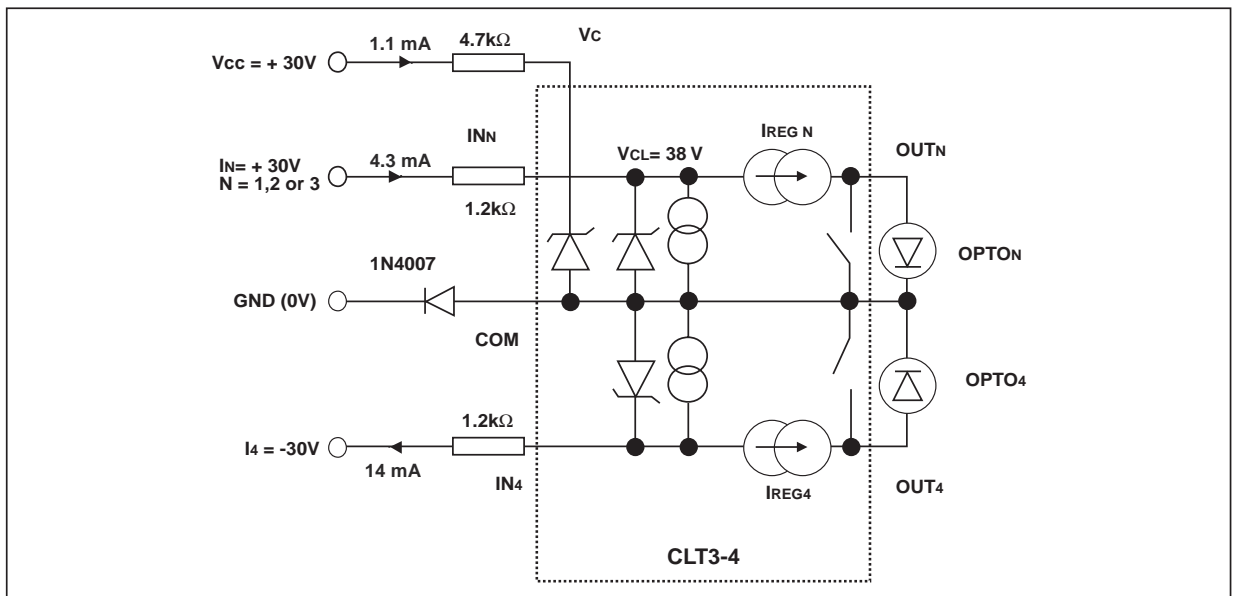 1.1 mA
4.7kΩ
Vc
Vcc = + 30V
INN
IN= + 30V
N = 1,2 or 3
4.3 mA
1.2kΩ
VCL= 38 V
IREG N
OUTN
OPTON
1N4007
GND (0V)
COM
OPTO4
1.2kΩ
I4 = -30V
14 mA
IN4
IREG4
OUT4
CLT3-4